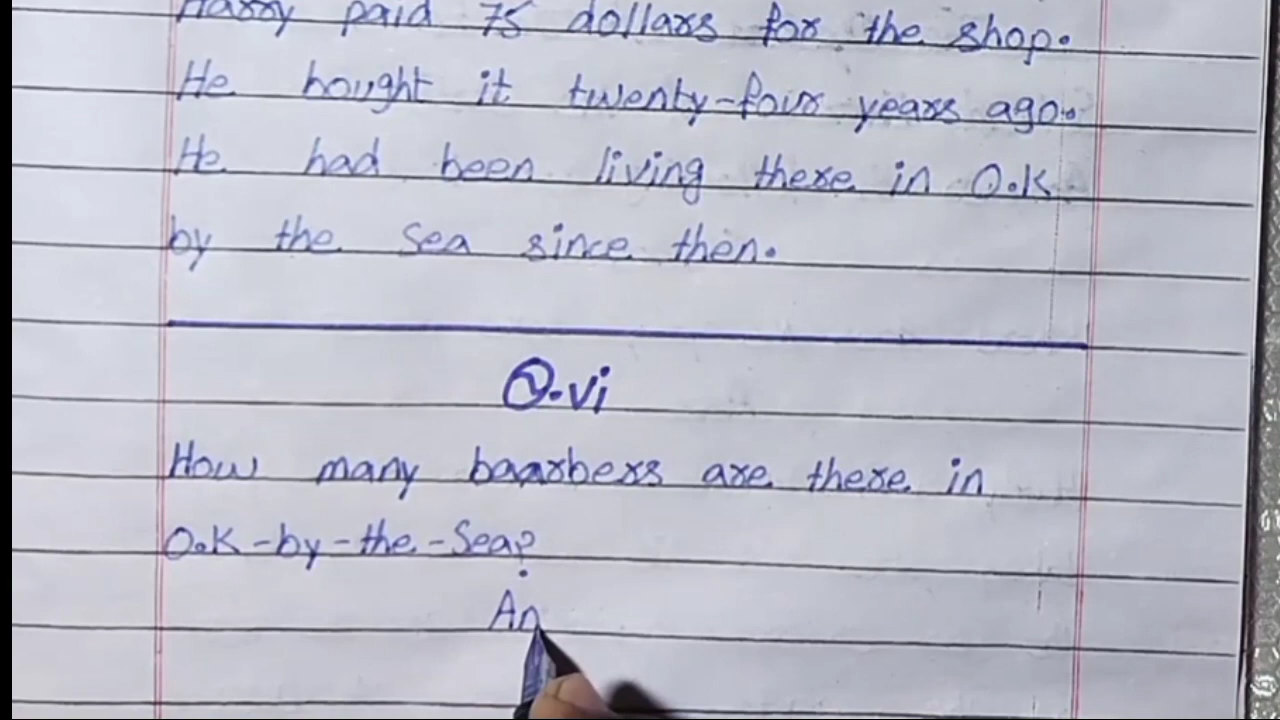 Harry paid 75 dollars for the shop.
He bought it twenty-four years ago.
He had been living there in O.K
by the Sea since then.
Q.vi
How many baarbers are there in
O.K-by-the-Sea?
An